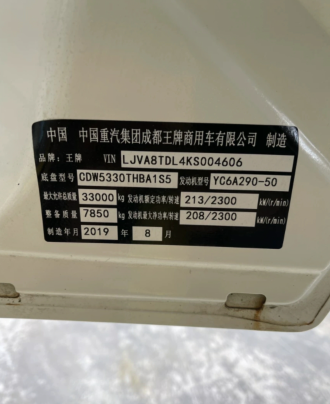 中国 中国重汽集团成都王牌商用车有限公司 制造
品牌：王牌 VIN LJVA8TDL4KS004606
底盘型号 CDW5330THBA1S5 发动机型号 YC6A290-50
最大允许总质量 33000 kg 发动机额定功率/转速 213/2300 kW/(r/min)
整备质量 7850 kg 发动机最大净功率/转速 208/2300 kW/(r/min)
制造年月 2019 年 8 月